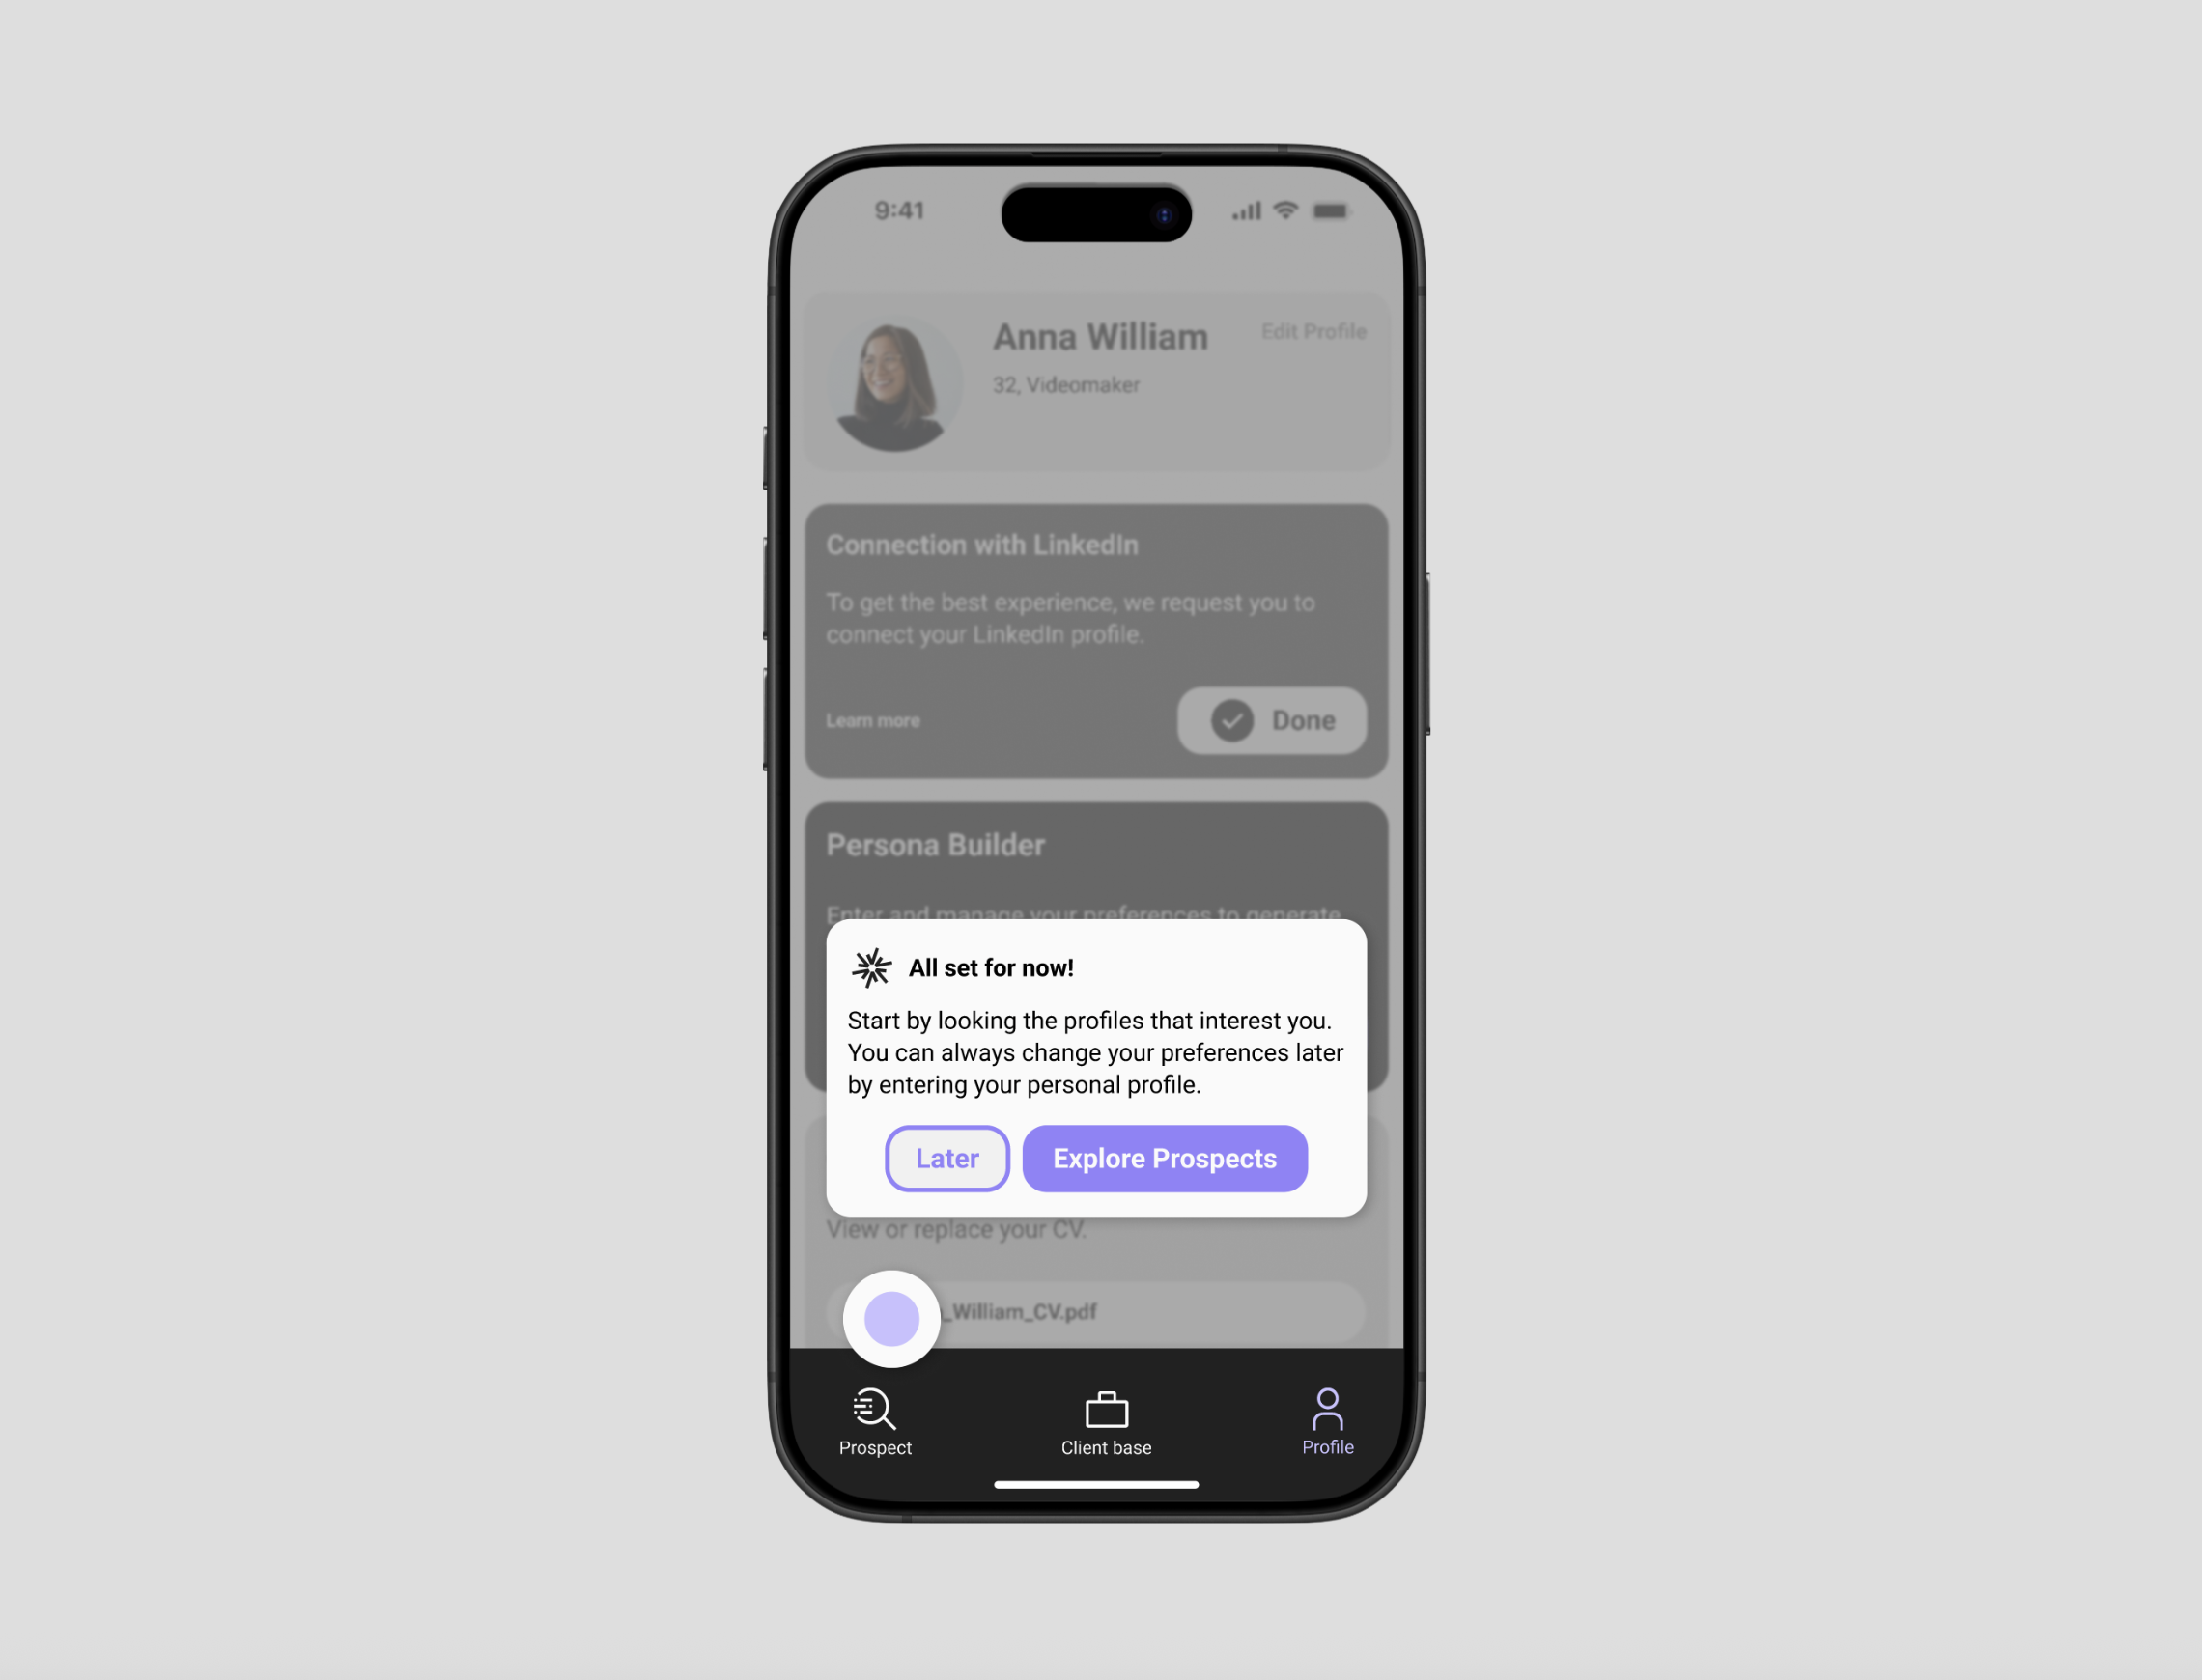 9:41
Anna William
Edit Profile
32, Videomaker
Connection with LinkedIn
To get the best experience, we request you to
connect your LinkedIn profile.
Learn more
Done
Persona Builder
Enter and manage your preferences to generate
All set for now!
Start by looking the profiles that interest you.
You can always change your preferences later
by entering your personal profile.
Later
Explore Prospects
View or replace your CV.
_William_CV.pdf
Prospect
Client base
Profile